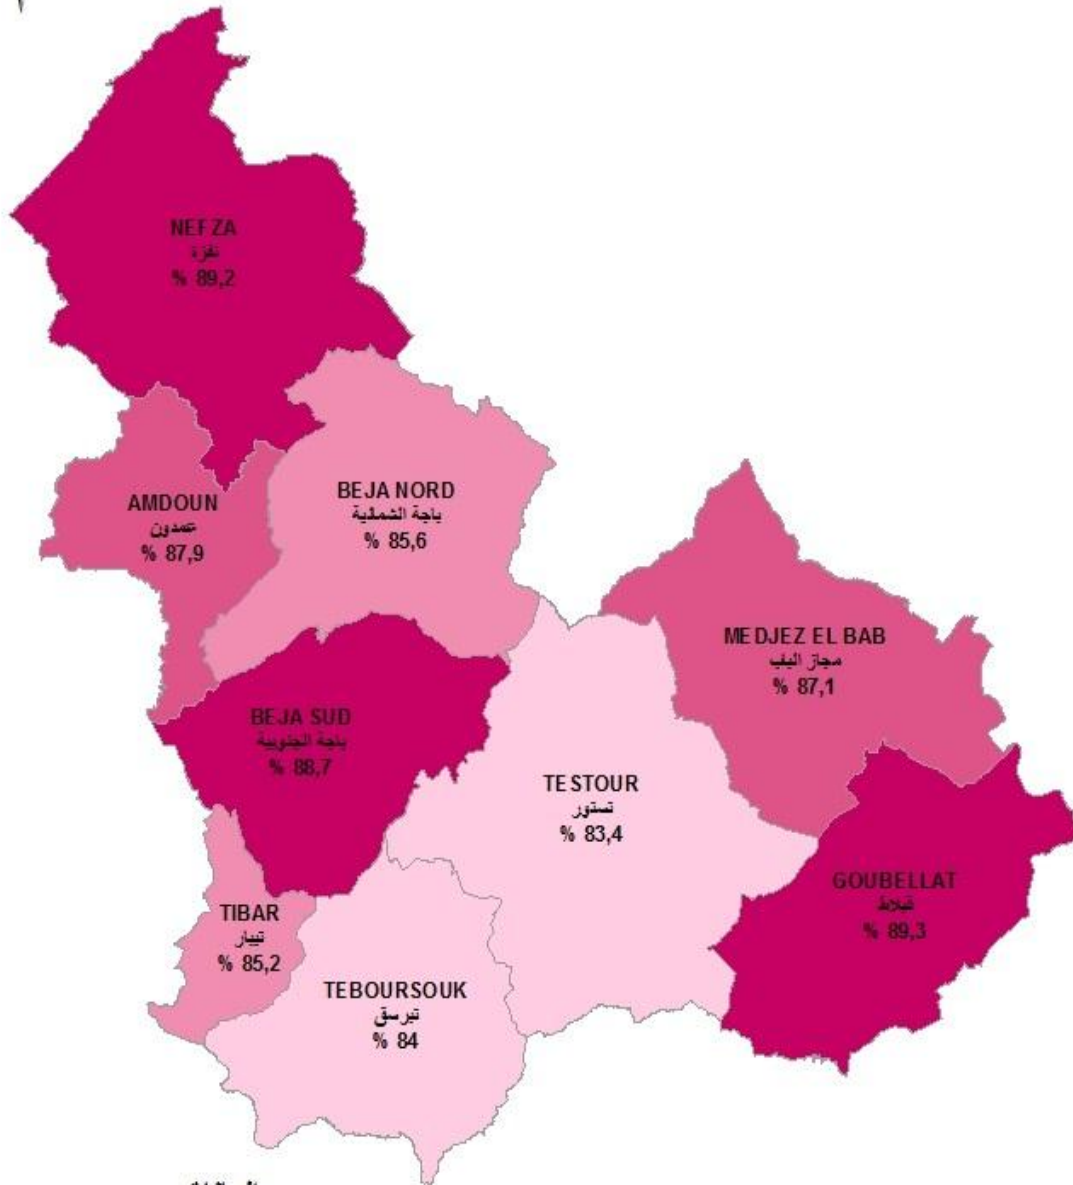 NEFZA
نفزة
% 89,2
AMDOUN
عمدون
% 87,9
BEJA NORD
باجة الشمالية
% 85,6
MEDJEZ EL BAB
مجاز الباب
% 87,1
BEJA SUD
باجة الجنوبية
% 88,7
TESTOUR
تستور
% 83,4
GOUBELLAT
قبلاط
% 89,3
TIBAR
تيبار
% 85,2
TEBOURSOUK
تبرسق
% 84